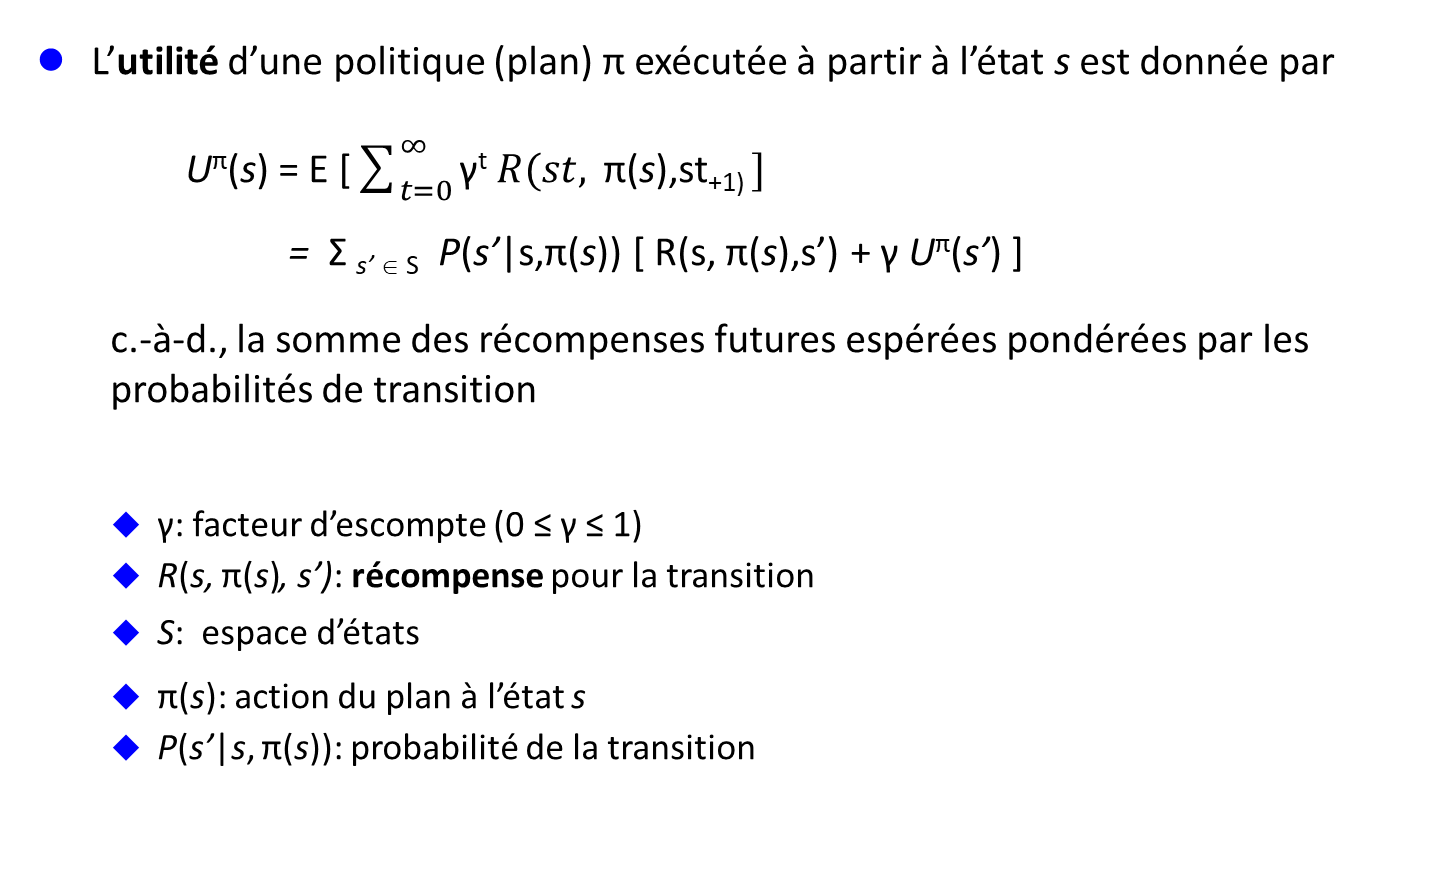 ● L’utilité d’une politique (plan) π exécutée à partir à l’état s est donnée par
Uπ(s) = E [ ∑∞t=0 γt R(st, π(s),st+1) ]
= Σ s’ ∈ S P(s’|s,π(s)) [ R(s, π(s),s’) + γ Uπ(s’) ]
c.-à-d., la somme des récompenses futures espérées pondérées par les
probabilités de transition
◆ γ: facteur d’escompte (0 ≤ γ ≤ 1)
◆ R(s, π(s), s’): récompense pour la transition
◆ S: espace d’états
◆ π(s): action du plan à l’état s
◆ P(s’|s, π(s)): probabilité de la transition